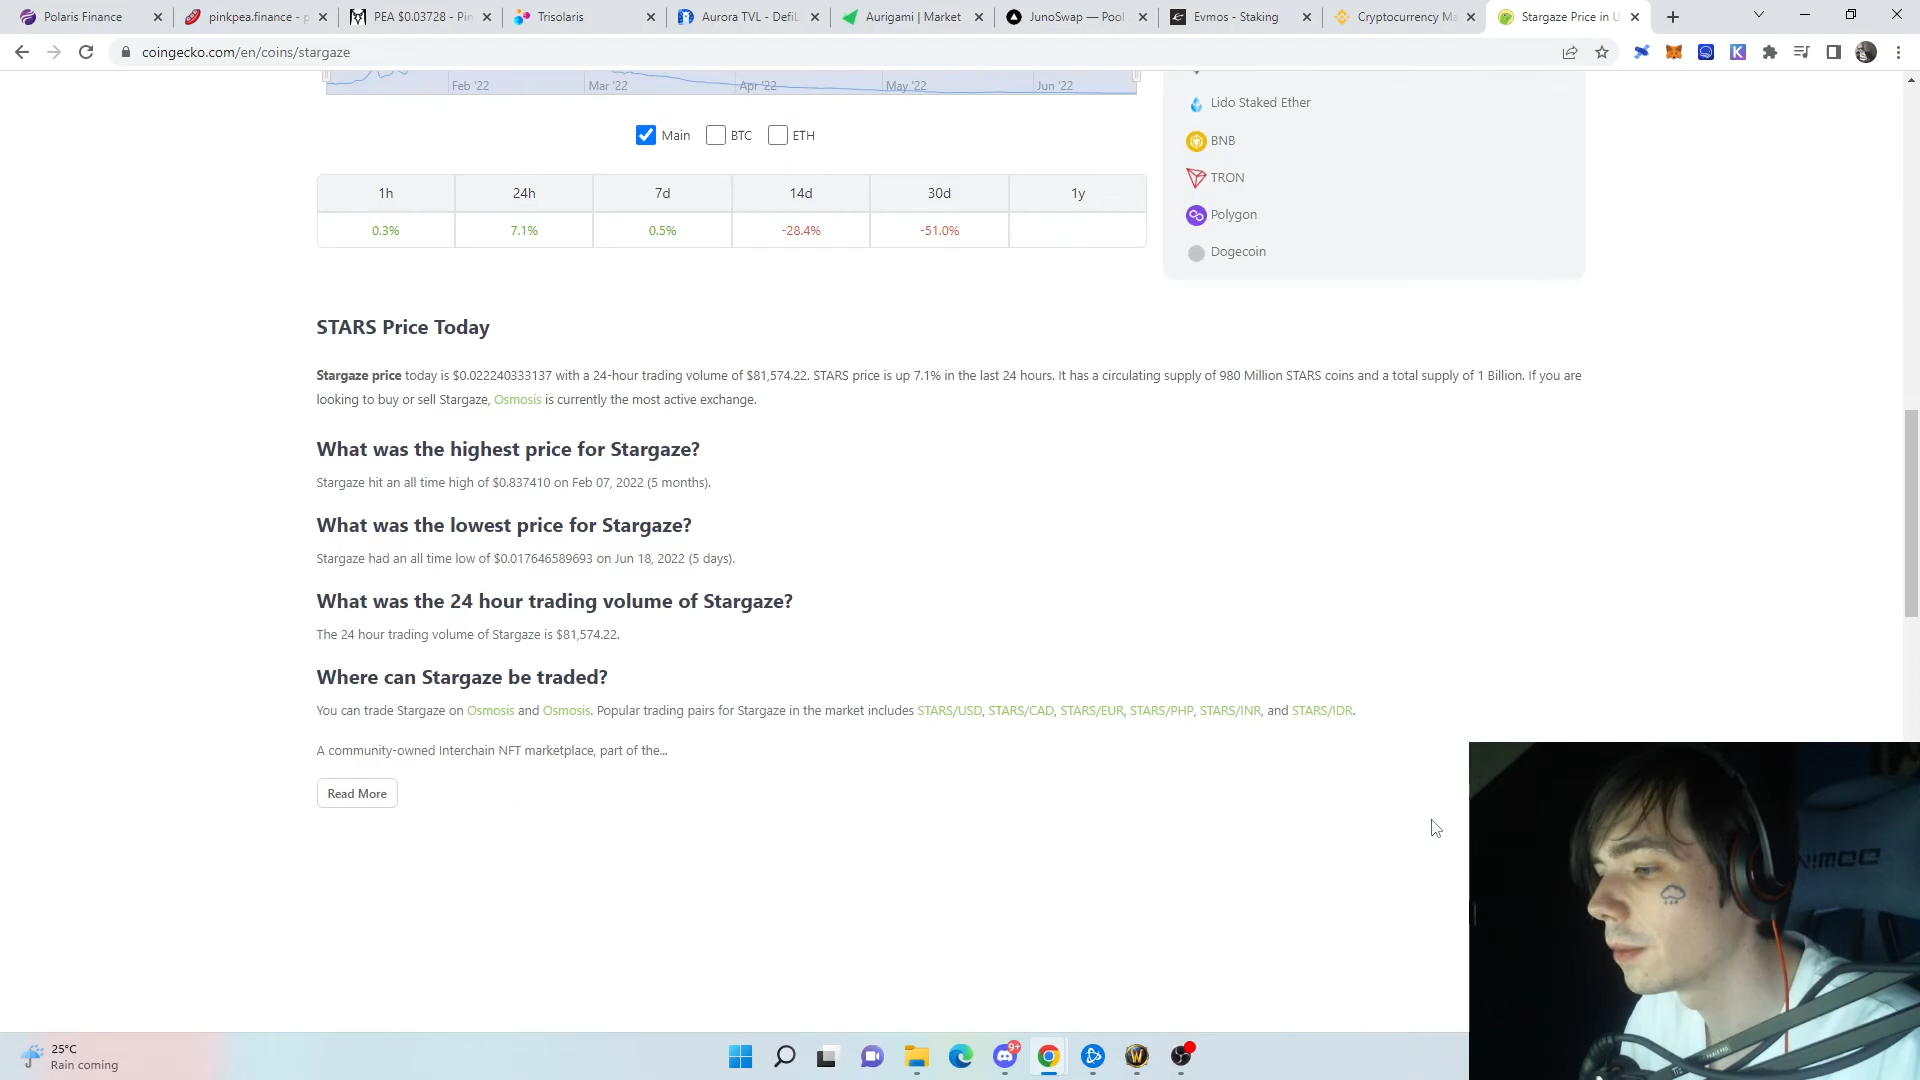 Polaris Finance
pinkpea.finance - p
PEA $0.03728 - Pin
Trisolaris
Aurora TVL - DefiL
Aurigami | Market
JunoSwap — Pool
Evmos - Staking
Cryptocurrency Ma
Stargaze Price in U
coingecko.com/en/coins/stargaze
Feb '22 Mar '22 Apr '22 May '22 Jun '22
Lido Staked Ether
BNB
TRON
Polygon
Dogecoin
Main BTC ETH
1h 24h 7d 14d 30d 1y
0.3% 7.1% 0.5% -28.4% -51.0%
STARS Price Today
Stargaze price today is $0.022240333137 with a 24-hour trading volume of $81,574.22. STARS price is up 7.1% in the last 24 hours. It has a circulating supply of 980 Million STARS coins and a total supply of 1 Billion. If you are
looking to buy or sell Stargaze, Osmosis is currently the most active exchange.
What was the highest price for Stargaze?
Stargaze hit an all time high of $0.837410 on Feb 07, 2022 (5 months).
What was the lowest price for Stargaze?
Stargaze had an all time low of $0.017646589693 on Jun 18, 2022 (5 days).
What was the 24 hour trading volume of Stargaze?
The 24 hour trading volume of Stargaze is $81,574.22.
Where can Stargaze be traded?
You can trade Stargaze on Osmosis and Osmosis. Popular trading pairs for Stargaze in the market includes STARS/USD, STARS/CAD, STARS/EUR, STARS/PHP, STARS/INR, and STARS/IDR.
A community-owned Interchain NFT marketplace, part of the...
Read More
25°C
Rain coming
9+